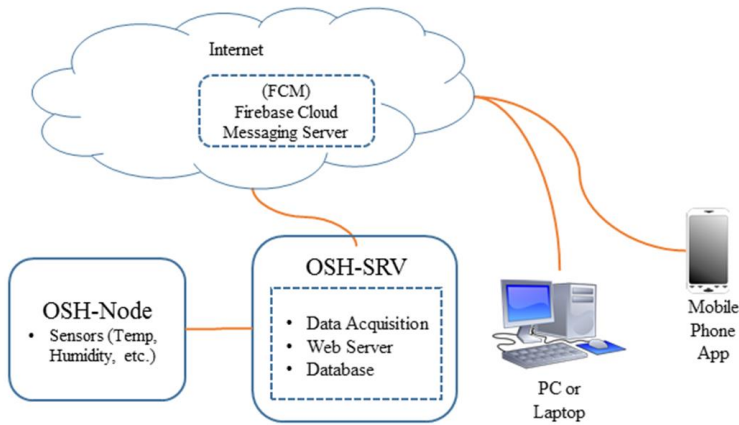 Internet
(FCM)
Firebase Cloud
Messaging Server
OSH-SRV
• Data Acquisition
• Web Server
• Database
OSH-Node
• Sensors (Temp,
Humidity, etc.)
PC or
Laptop
Mobile
Phone
App